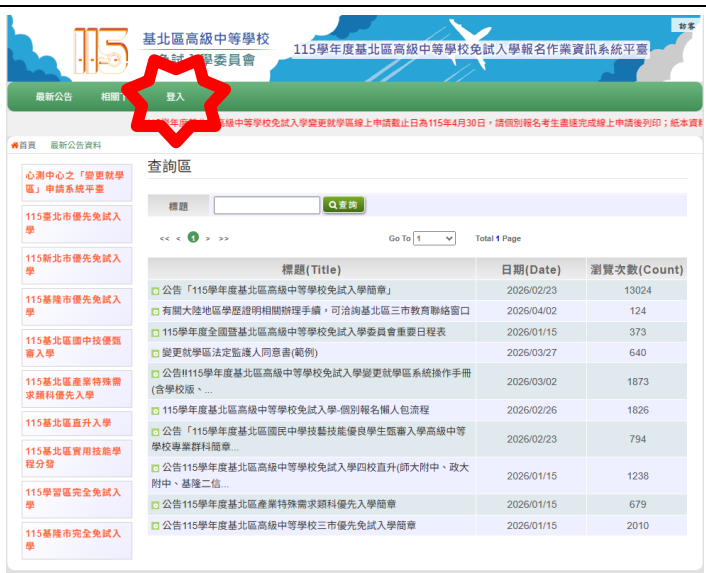 115
基北區高級中等學校
免試入學委員會
115學年度基北區高級中等學校免試入學報名作業資訊系統平臺
訪客
最新公告 相關 登入
學年度 高級中等學校免試入學變更就學區線上申請截止日為115年4月30日，請個別報名考生盡速完成線上申請後列印；紙本資料
首頁 最新公告資料
查詢區
標題 查詢
<< < 1 > >> Go To 1 Total 1 Page
標題(Title) 日期(Date) 瀏覽次數(Count)
公告「115學年度基北區高級中等學校免試入學簡章」 2026/02/23 13024
有關大陸地區學歷證明相關辦理手續，可洽詢基北區三市教育聯絡窗口 2026/04/02 124
115學年度全國暨基北區高級中等學校免試入學委員會重要日程表 2026/01/15 373
變更就學區法定監護人同意書(範例) 2026/03/27 640
公告!!!115學年度基北區高級中等學校免試入學變更就學區系統操作手冊
(含學校版、... 2026/03/02 1873
115學年度基北區高級中等學校免試入學-個別報名懶人包流程 2026/02/26 1826
公告「115學年度基北區國民中學技藝技能優良學生甄審入學高級中等
學校專業群科簡章... 2026/02/23 794
公告115學年度基北區高級中等學校免試入學四校直升(師大附中、政大
附中、基隆二信... 2026/01/15 1238
公告115學年度基北區產業特殊需求類科優先入學簡章 2026/01/15 679
公告115學年度基北區高級中等學校三市優先免試入學簡章 2026/01/15 2010
心測中心之「變更就學
區」申請系統平臺
115臺北市優先免試入
學
115新北市優先免試入
學
115基隆市優先免試入
學
115基北區國中技優甄
審入學
115基北區產業特殊需
求類科優先入學
115基北區直升入學
115基北區實用技能學
程分發
115學習區完全免試入
學
115基隆市完全免試入
學